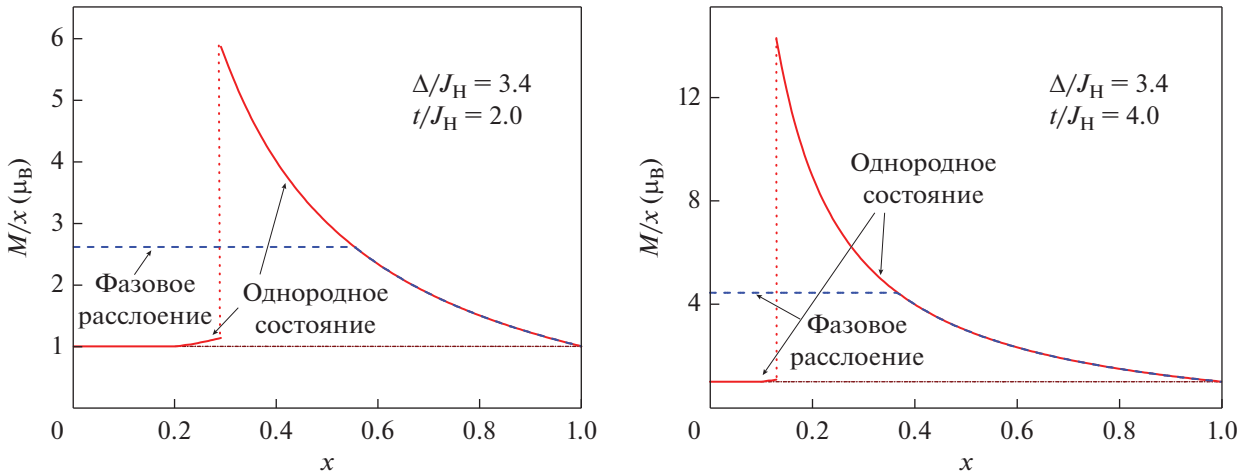 6
5
4
3
2
1
M/x (μB)
Δ/JH = 3.4
t/JH = 2.0
Фазовое
расслоение
Однородное
состояние
0
0.2
0.4
0.6
0.8
1.0
x
12
8
4
M/x (μB)
Δ/JH = 3.4
t/JH = 4.0
Однородное
состояние
Фазовое
расслоение
0
0.2
0.4
0.6
0.8
1.0
x